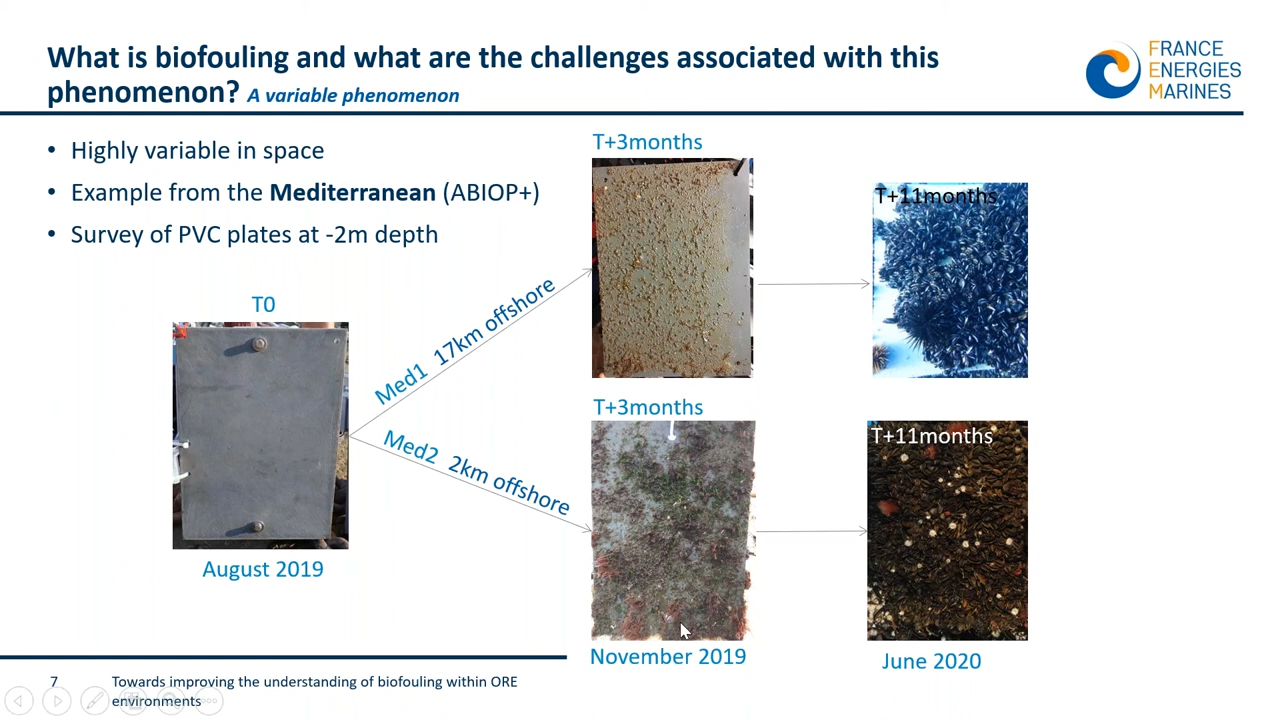 What is biofouling and what are the challenges associated with this
phenomenon? A variable phenomenon
FRANCE
ENERGIES
MARINES
• Highly variable in space
• Example from the Mediterranean (ABIOP+)
• Survey of PVC plates at -2m depth
T0
August 2019
Med1 17km offshore
Med2 2km offshore
T+3months
T+11months
T+3months
T+11months
November 2019
June 2020
7
Towards improving the understanding of biofouling within ORE
environments